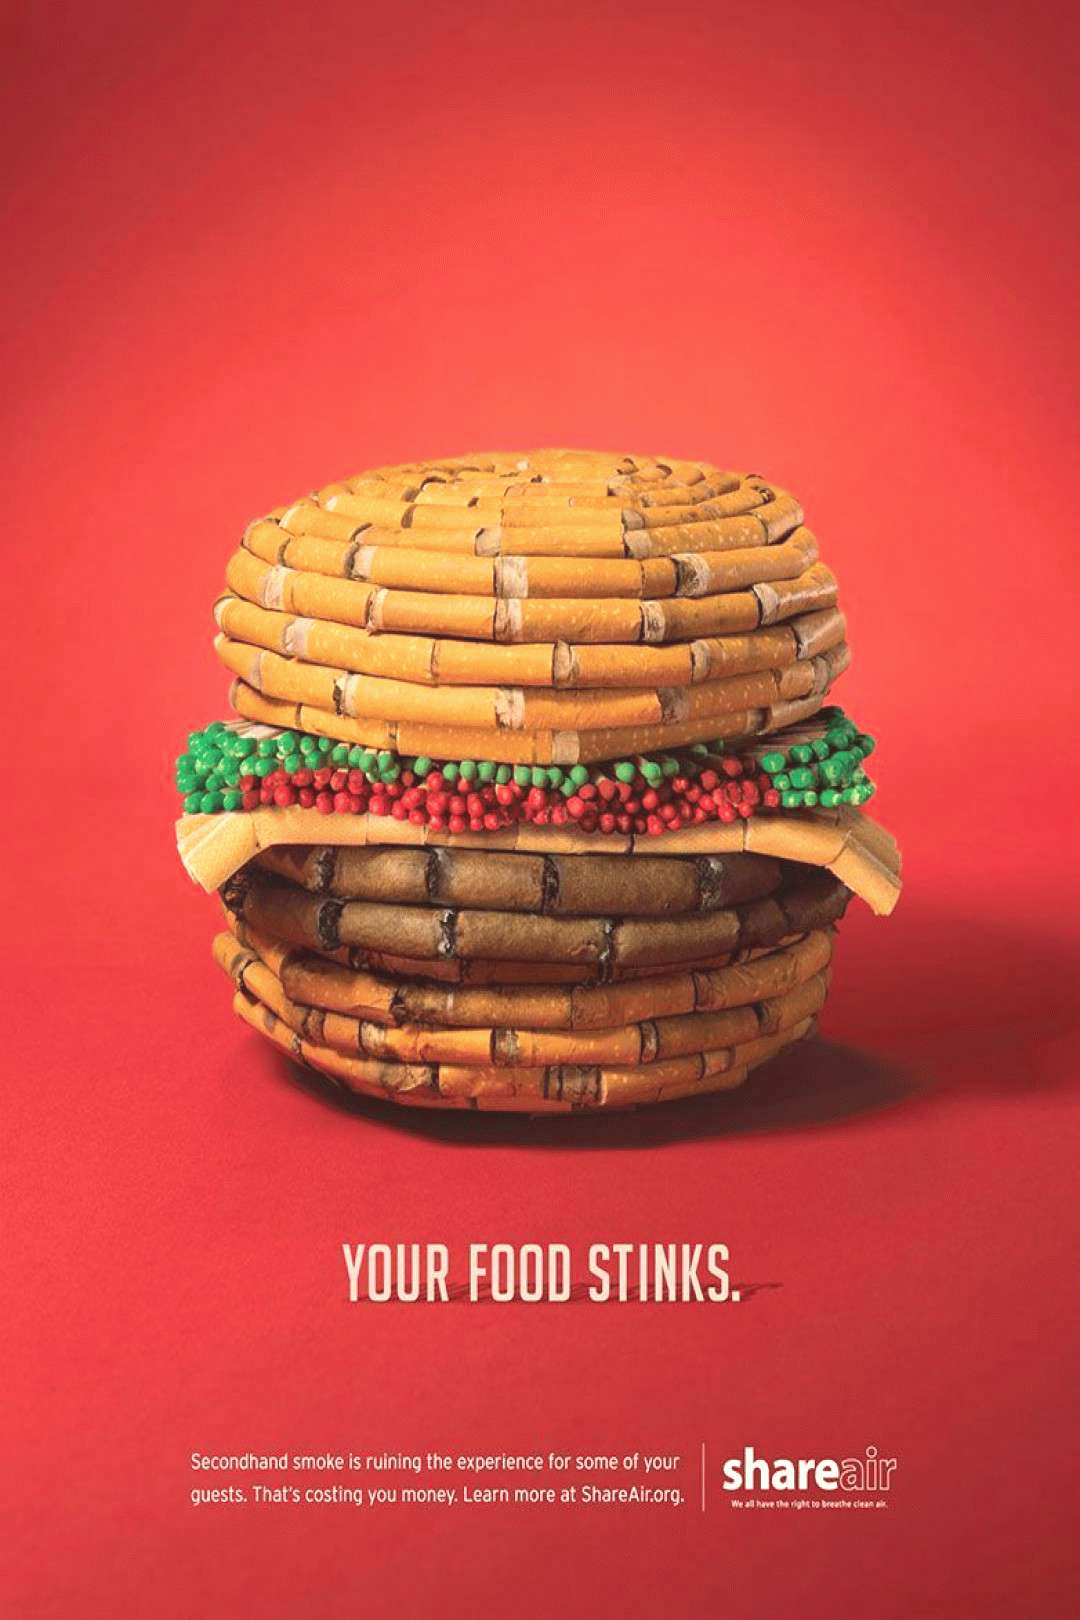 YOUR FOOD STINKS.
Secondhand smoke is ruining the experience for some of your
guests. That's costing you money. Learn more at ShareAir.org.
shareair
We all have the right to breathe clean air.